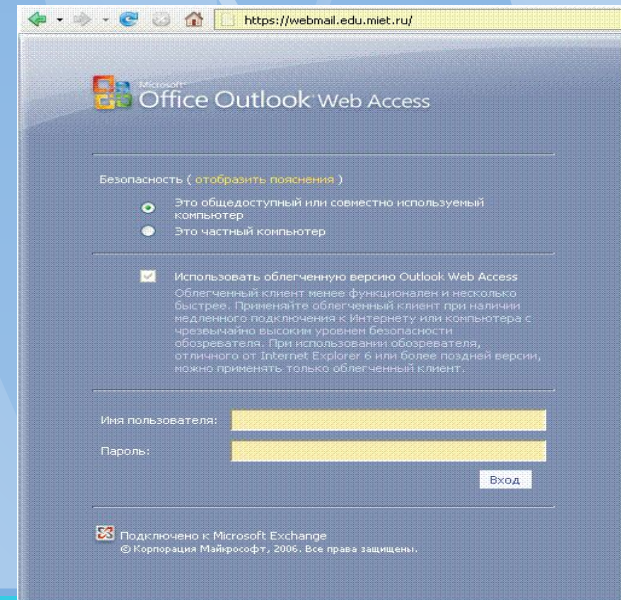 https://webmail.edu.miet.ru/
Microsoft
Office Outlook Web Access
Безопасность ( отобразить пояснения )
Это общедоступный или совместно используемый
компьютер
Это частный компьютер
Использовать облегченную версию Outlook Web Access
Облегченный клиент менее функционален и несколько
быстрее. Применяйте облегченный клиент при наличии
медленного подключения к Интернету или компьютера с
чрезвычайно высоким уровнем безопасности
обозревателя. При использовании обозревателя,
отличного от Internet Explorer 6 или более поздней версии,
можно применять только облегченный клиент.
Имя пользователя:
Пароль:
Вход
Подключено к Microsoft Exchange
© Корпорация Майкрософт, 2006. Все права защищены.